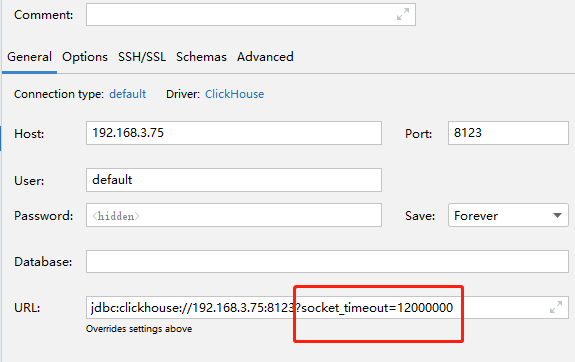 Comment:
General Options SSH/SSL Schemas Advanced
Connection type: default Driver: ClickHouse
Host: 192.168.3.75 Port: 8123
User: default
Password: <hidden> Save: Forever
Database:
URL: jdbc:clickhouse://192.168.3.75:8123?socket_timeout=12000000
Overrides settings above